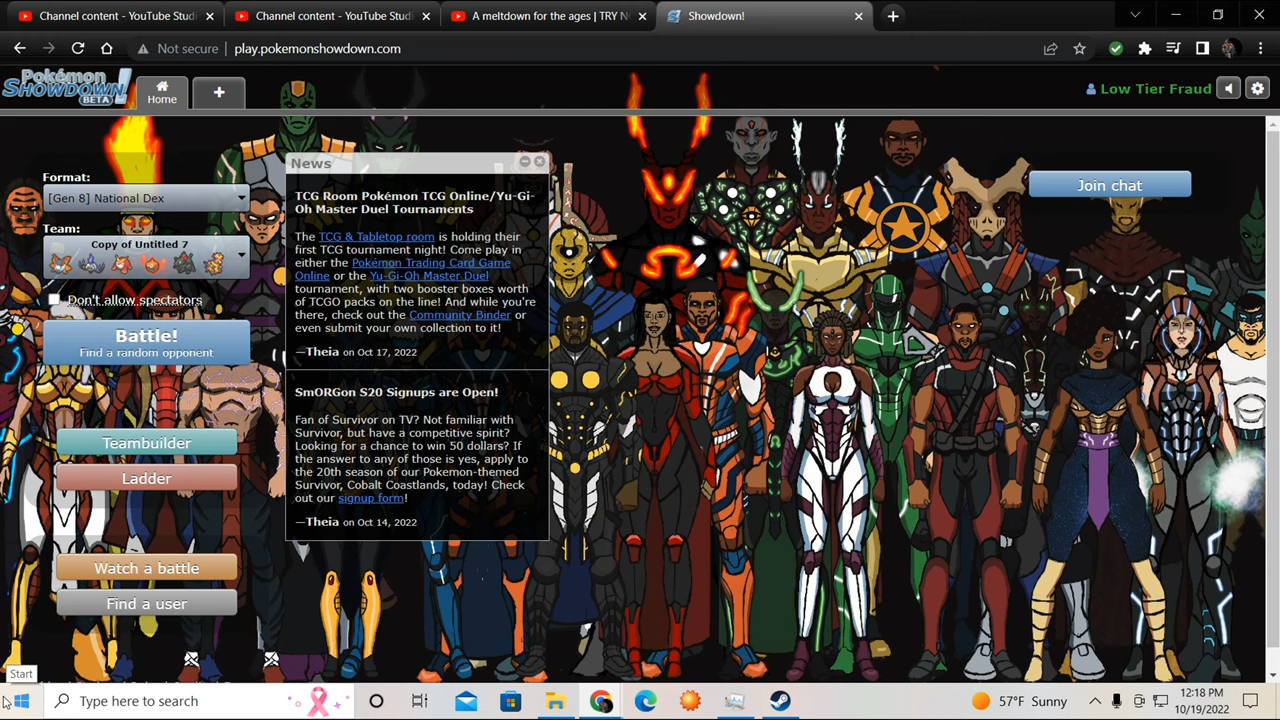 Channel content - YouTube Studi
Channel content - YouTube Studi
A meltdown for the ages | TRY N
Showdown!
Not secure
play.pokemonshowdown.com
Pokémon
SHOWDOWN!
BETA
Home
Low Tier Fraud
Format:
[Gen 8] National Dex
Team:
Copy of Untitled 7
Don't allow spectators
Battle!
Find a random opponent
Teambuilder
Ladder
Watch a battle
Find a user
News
TCG Room Pokémon TCG Online/Yu-Gi-
Oh Master Duel Tournaments
The TCG & Tabletop room is holding their
first TCG tournament night! Come play in
either the Pokémon Trading Card Game
Online or the Yu-Gi-Oh Master Duel
tournament, with two booster boxes worth
of TCGO packs on the line! And while you're
there, check out the Community Binder or
even submit your own collection to it!
—Theia on Oct 17, 2022
SmORGon S20 Signups are Open!
Fan of Survivor on TV? Not familiar with
Survivor, but have a competitive spirit?
Looking for a chance to win 50 dollars? If
the answer to any of those is yes, apply to
the 20th season of our Pokemon-themed
Survivor, Cobalt Coastlands, today! Check
out our signup form!
—Theia on Oct 14, 2022
Join chat
Start
Type here to search
57°F Sunny
12:18 PM
10/19/2022